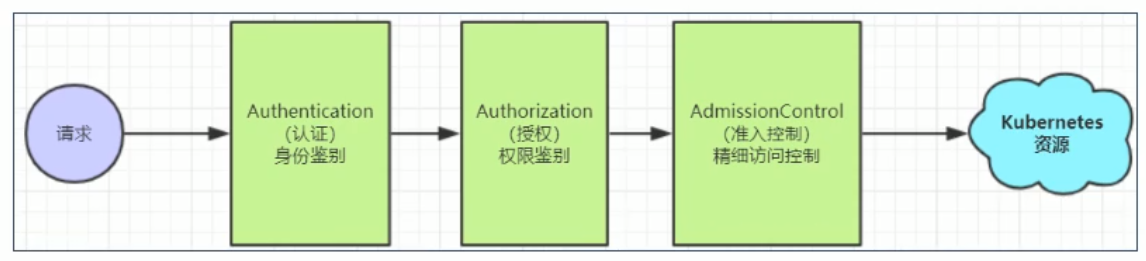 请求
Authentication
(认证)
身份鉴别
Authorization
(授权)
权限鉴别
AdmissionControl
(准入控制)
精细访问控制
Kubernetes
资源